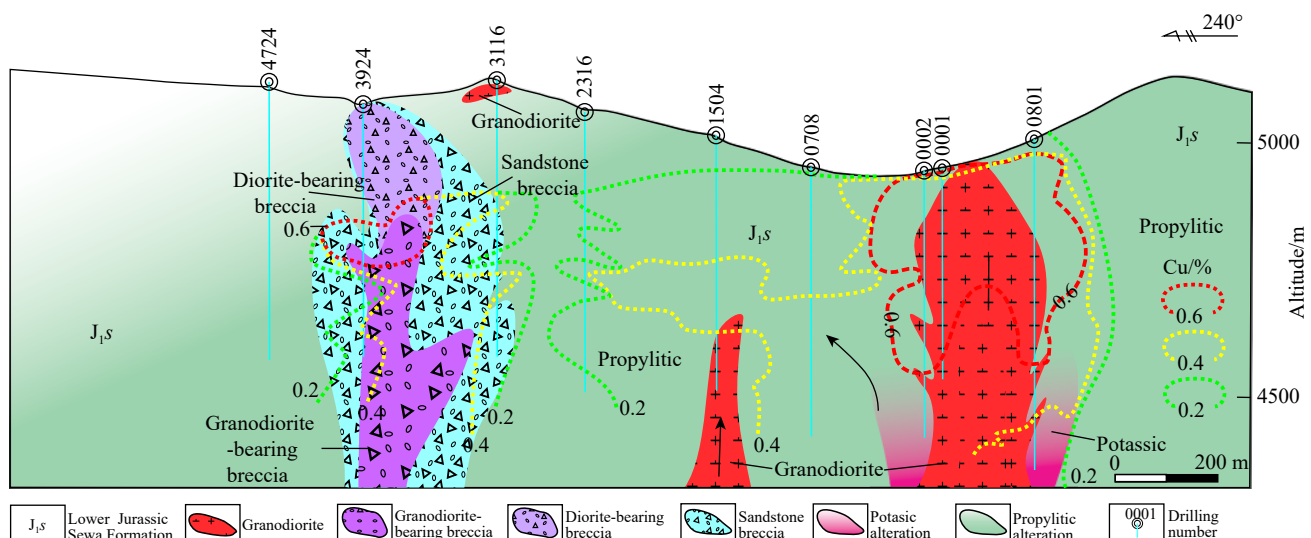 240°
4724
3924
3116
2316
1504
0708
0002
0001
0801
Granodiorite
J₁s
5000
Sandstone
breccia
Diorite-bearing
breccia
0.6
J₁s
Propylitic
Cu/%
0.6
0.4
0.2
Altitude/m
J₁s
0.6
0.6
Propylitic
0.2
0.4
0.2
0.2
0.4
0.4
4500
Granodiorite
-bearing
breccia
Granodiorite
Potassic
0.2
0
200 m
J₁s
Lower Jurassic
Sewa Formation
Granodiorite
Granodiorite-
bearing breccia
Diorite-bearing
breccia
Sandstone
breccia
Potasic
alteration
Propylitic
alteration
0001
Drilling
number